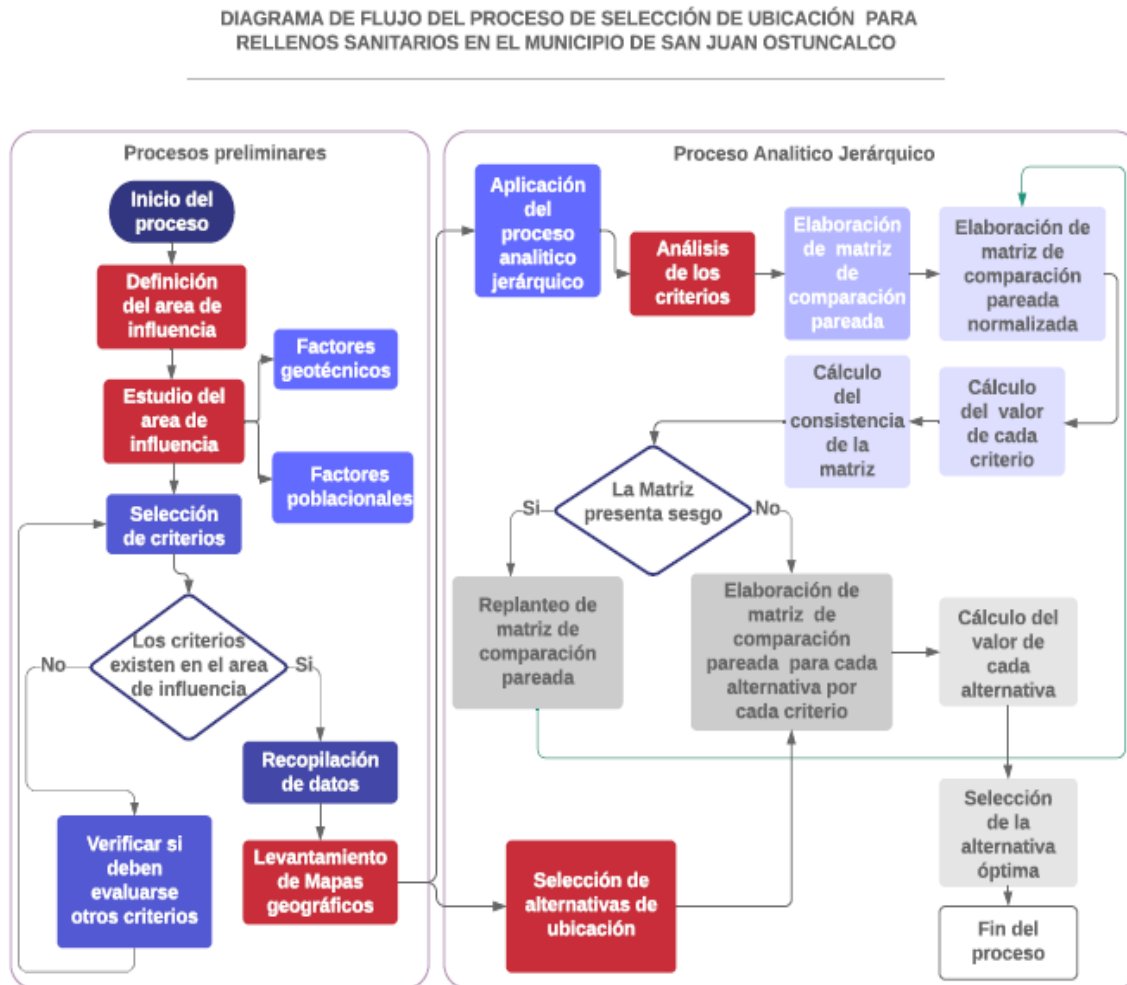 DIAGRAMA DE FLUJO DEL PROCESO DE SELECCIÓN DE UBICACIÓN PARA
RELLENOS SANITARIOS EN EL MUNICIPIO DE SAN JUAN OSTUNCALCO
Procesos preliminares
Inicio del
proceso
Definición
del area de
influencia
Estudio del
area de
influencia
Factores
geotécnicos
Factores
poblacionales
Selección
de criterios
Los criterios
existen en el area
de influencia
No
Si
Recopilación
de datos
Verificar si
deben
evaluarse
otros criterios
Levantamiento
de Mapas
geográficos
Proceso Analitico Jerárquico
Aplicación
del
proceso
analitico
jerárquico
Análisis
de los
criterios
Elaboración
de matriz
de
comparación
pareada
Elaboración de
matriz de
comparación
pareada
normalizada
Cálculo
del valor
de cada
criterio
Cálculo
del
consistencia
de la
matriz
La Matriz
presenta sesgo
Si
No
Replanteo de
matriz de
comparación
pareada
Elaboración de
matriz de
comparación
pareada para cada
alternativa por
cada criterio
Cálculo del
valor de
cada
alternativa
Selección de
alternativas de
ubicación
Selección
de la
alternativa
óptima
Fin del
proceso